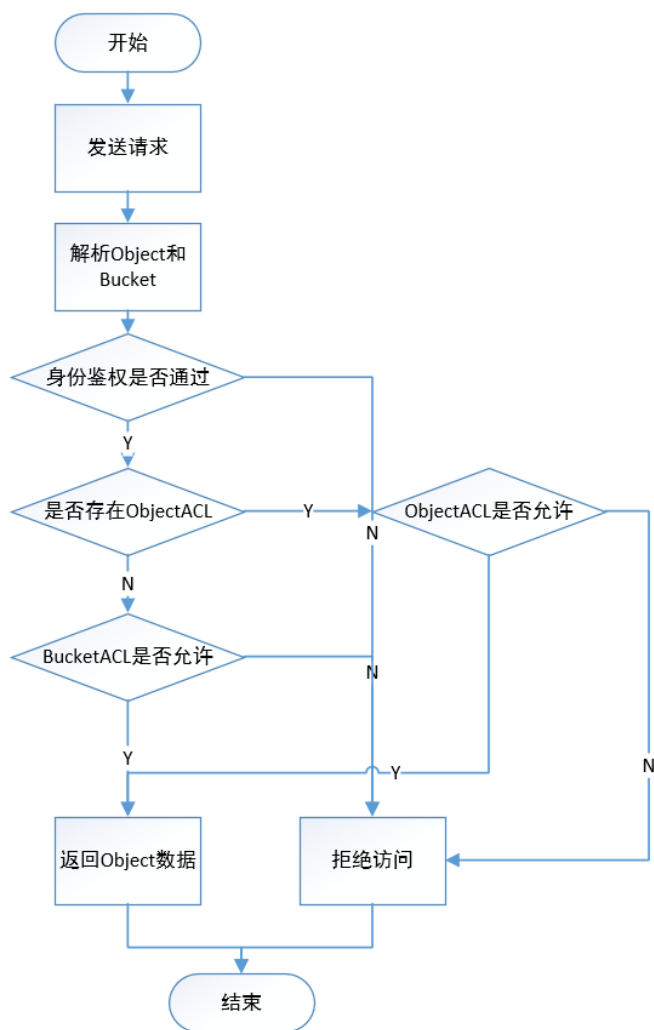 开始
发送请求
解析Object和
Bucket
身份鉴权是否通过
Y
是否存在ObjectACL
Y
ObjectACL是否允许
N
N
BucketACL是否允许
N
Y
Y
N
返回Object数据
拒绝访问
结束